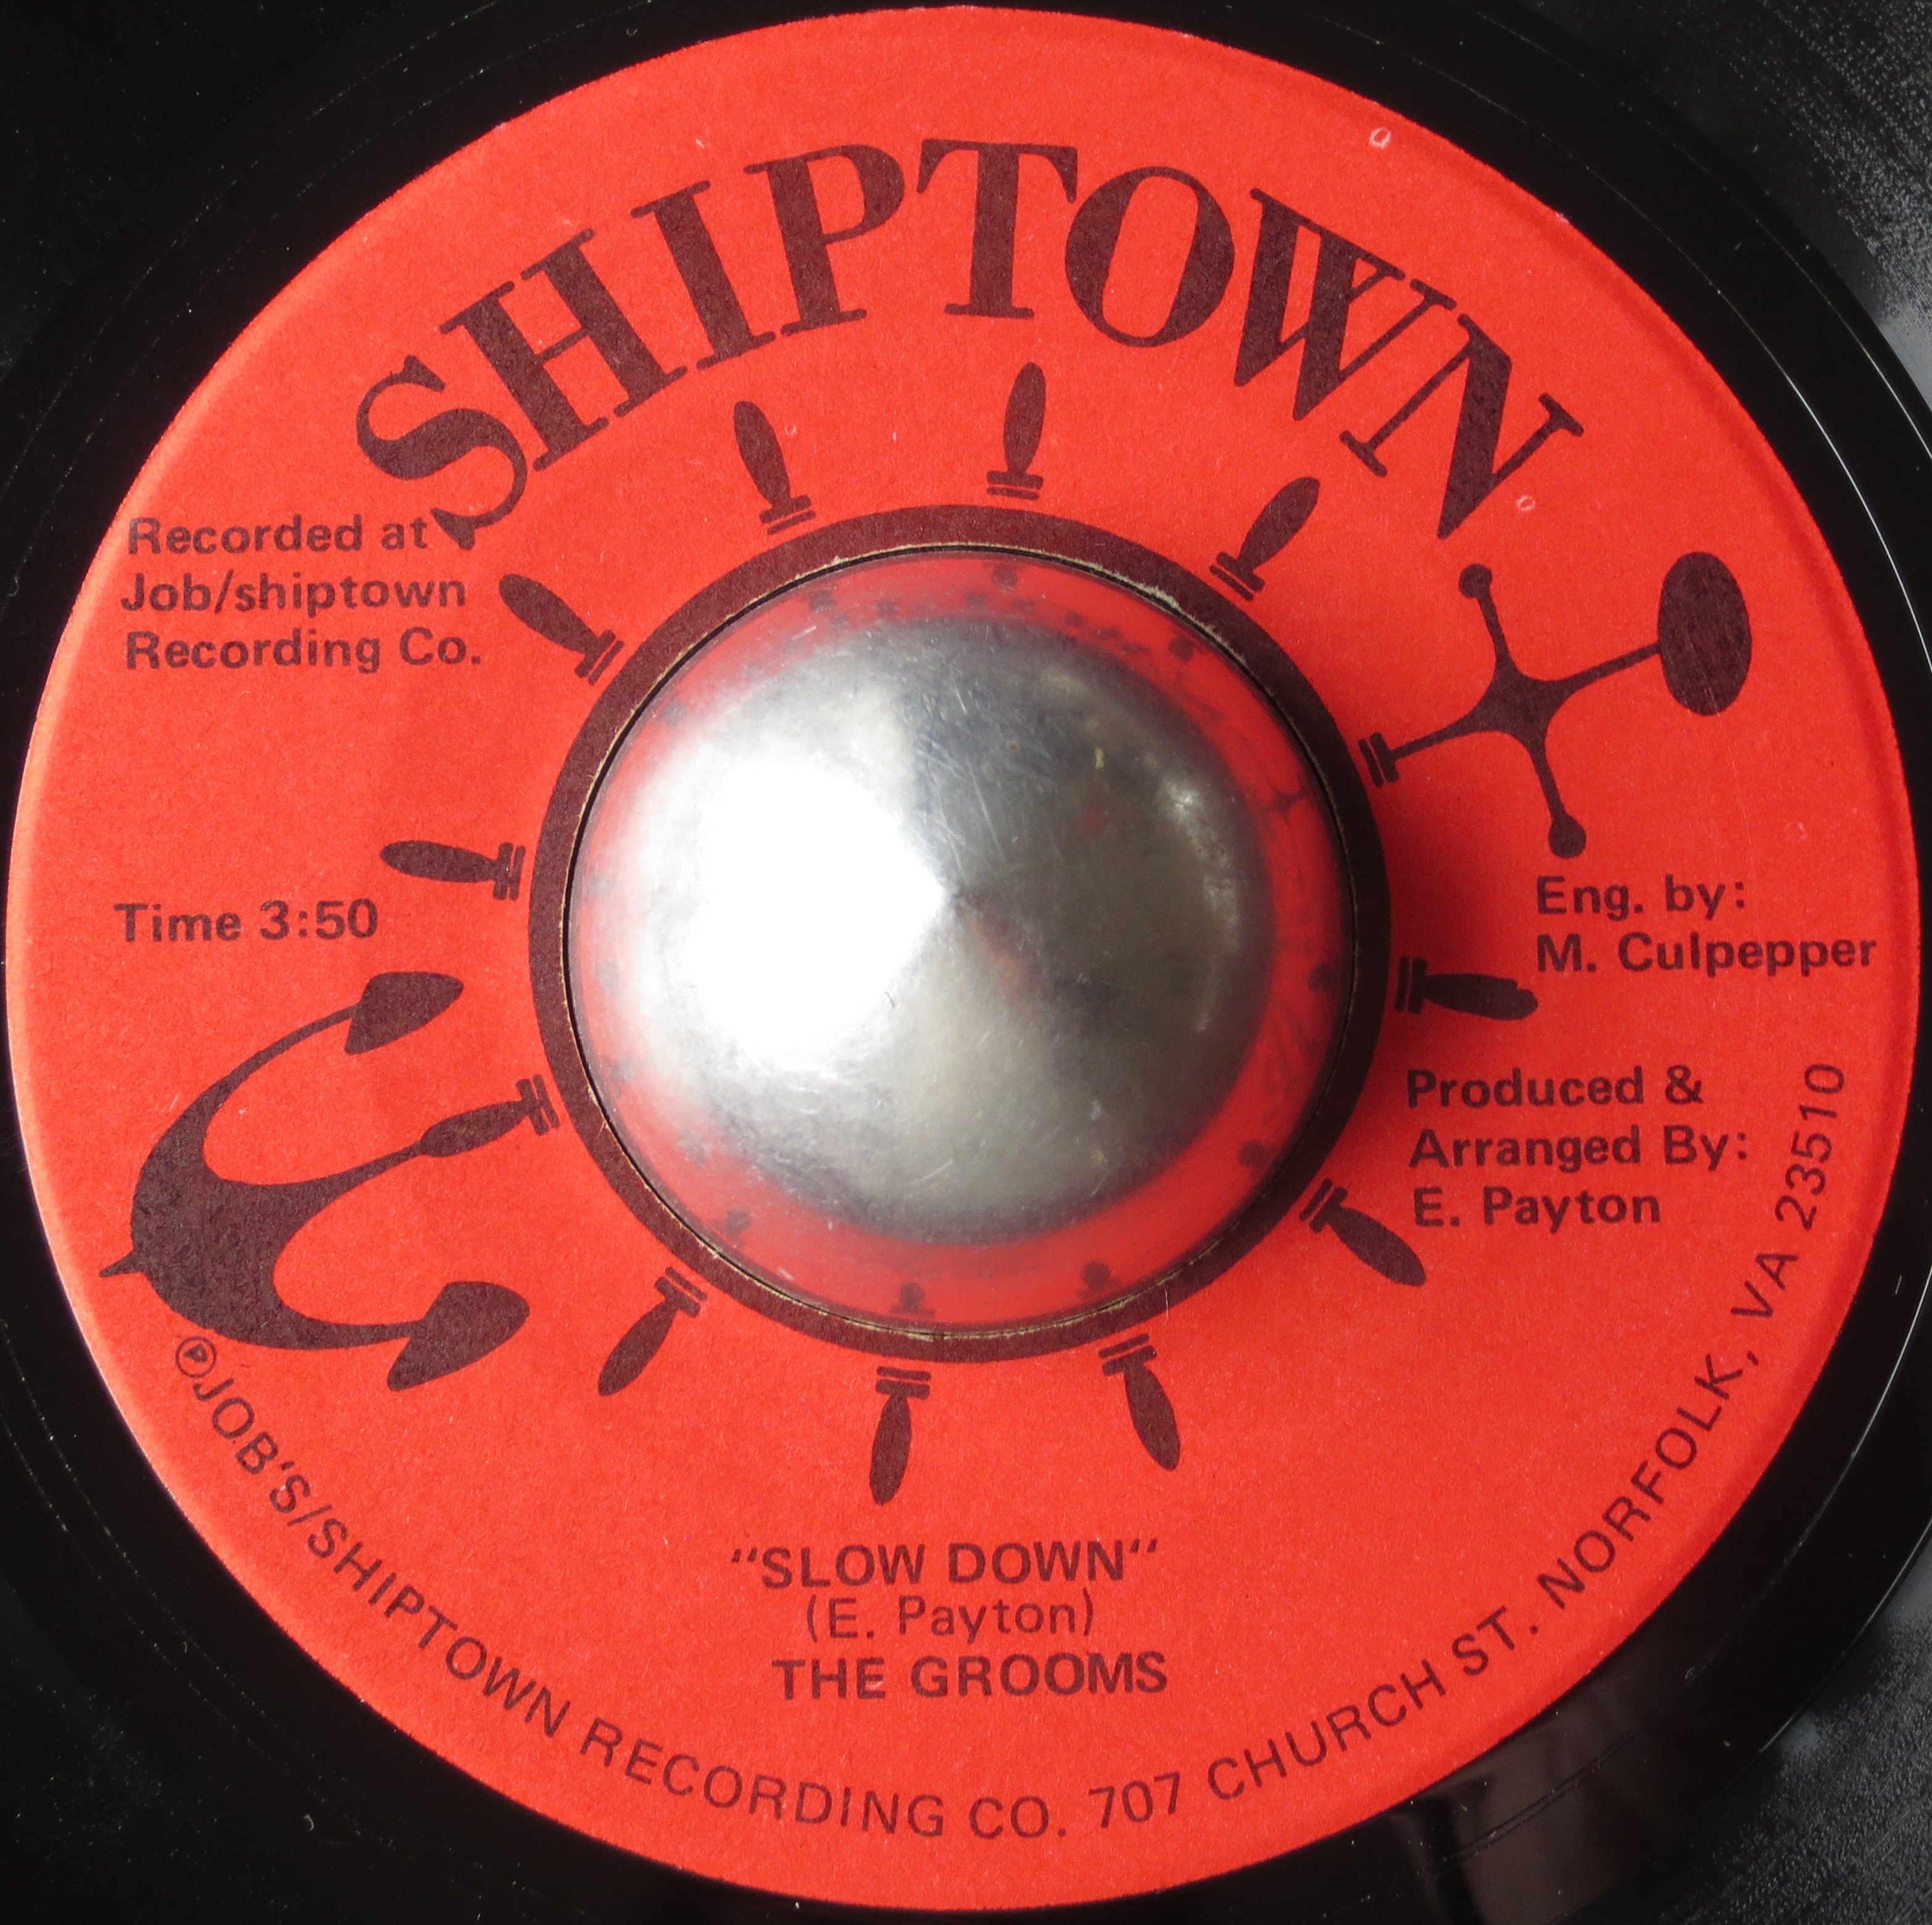 SHIPTOWN
Recorded at
Job/shiptown
Recording Co.
Time 3:50
Eng. by:
M. Culpepper
Produced &
Arranged By:
E. Payton
"SLOW DOWN"
(E. Payton)
THE GROOMS
℗JOB'S/SHIPTOWN RECORDING CO. 707 CHURCH ST. NORFOLK, VA 23510